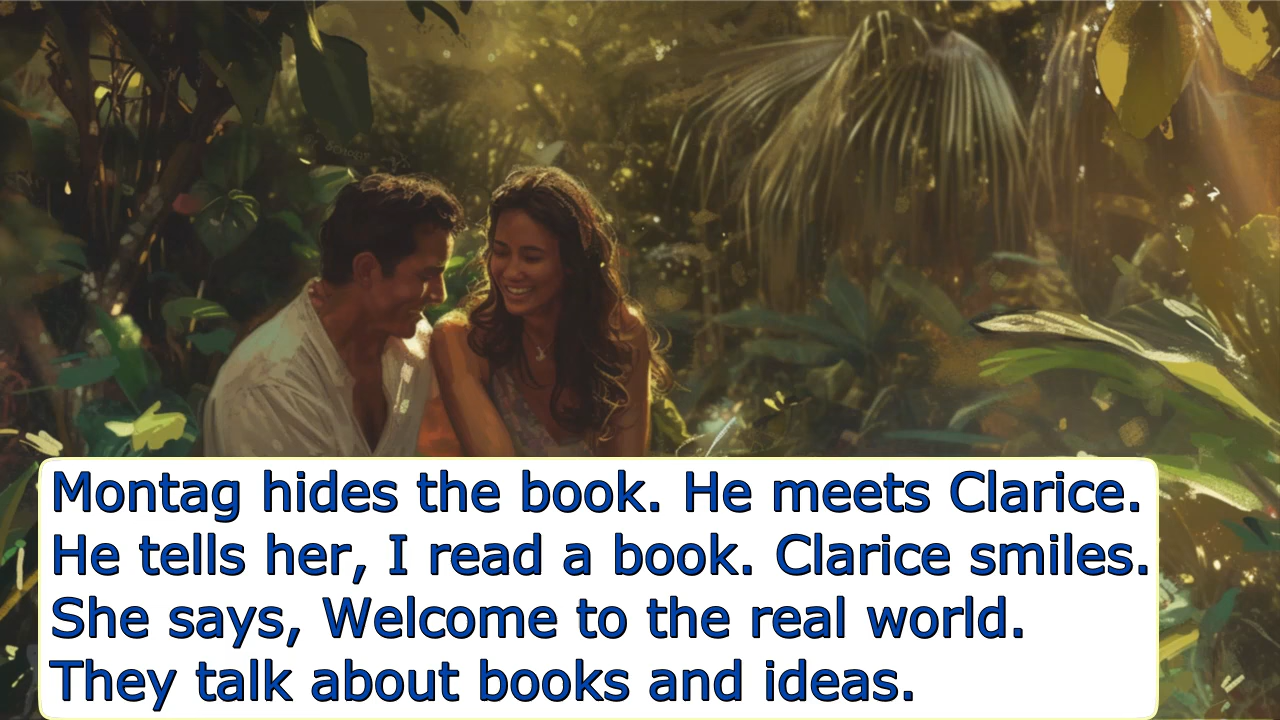 Montag hides the book. He meets Clarice.
He tells her, I read a book. Clarice smiles.
She says, Welcome to the real world.
They talk about books and ideas.